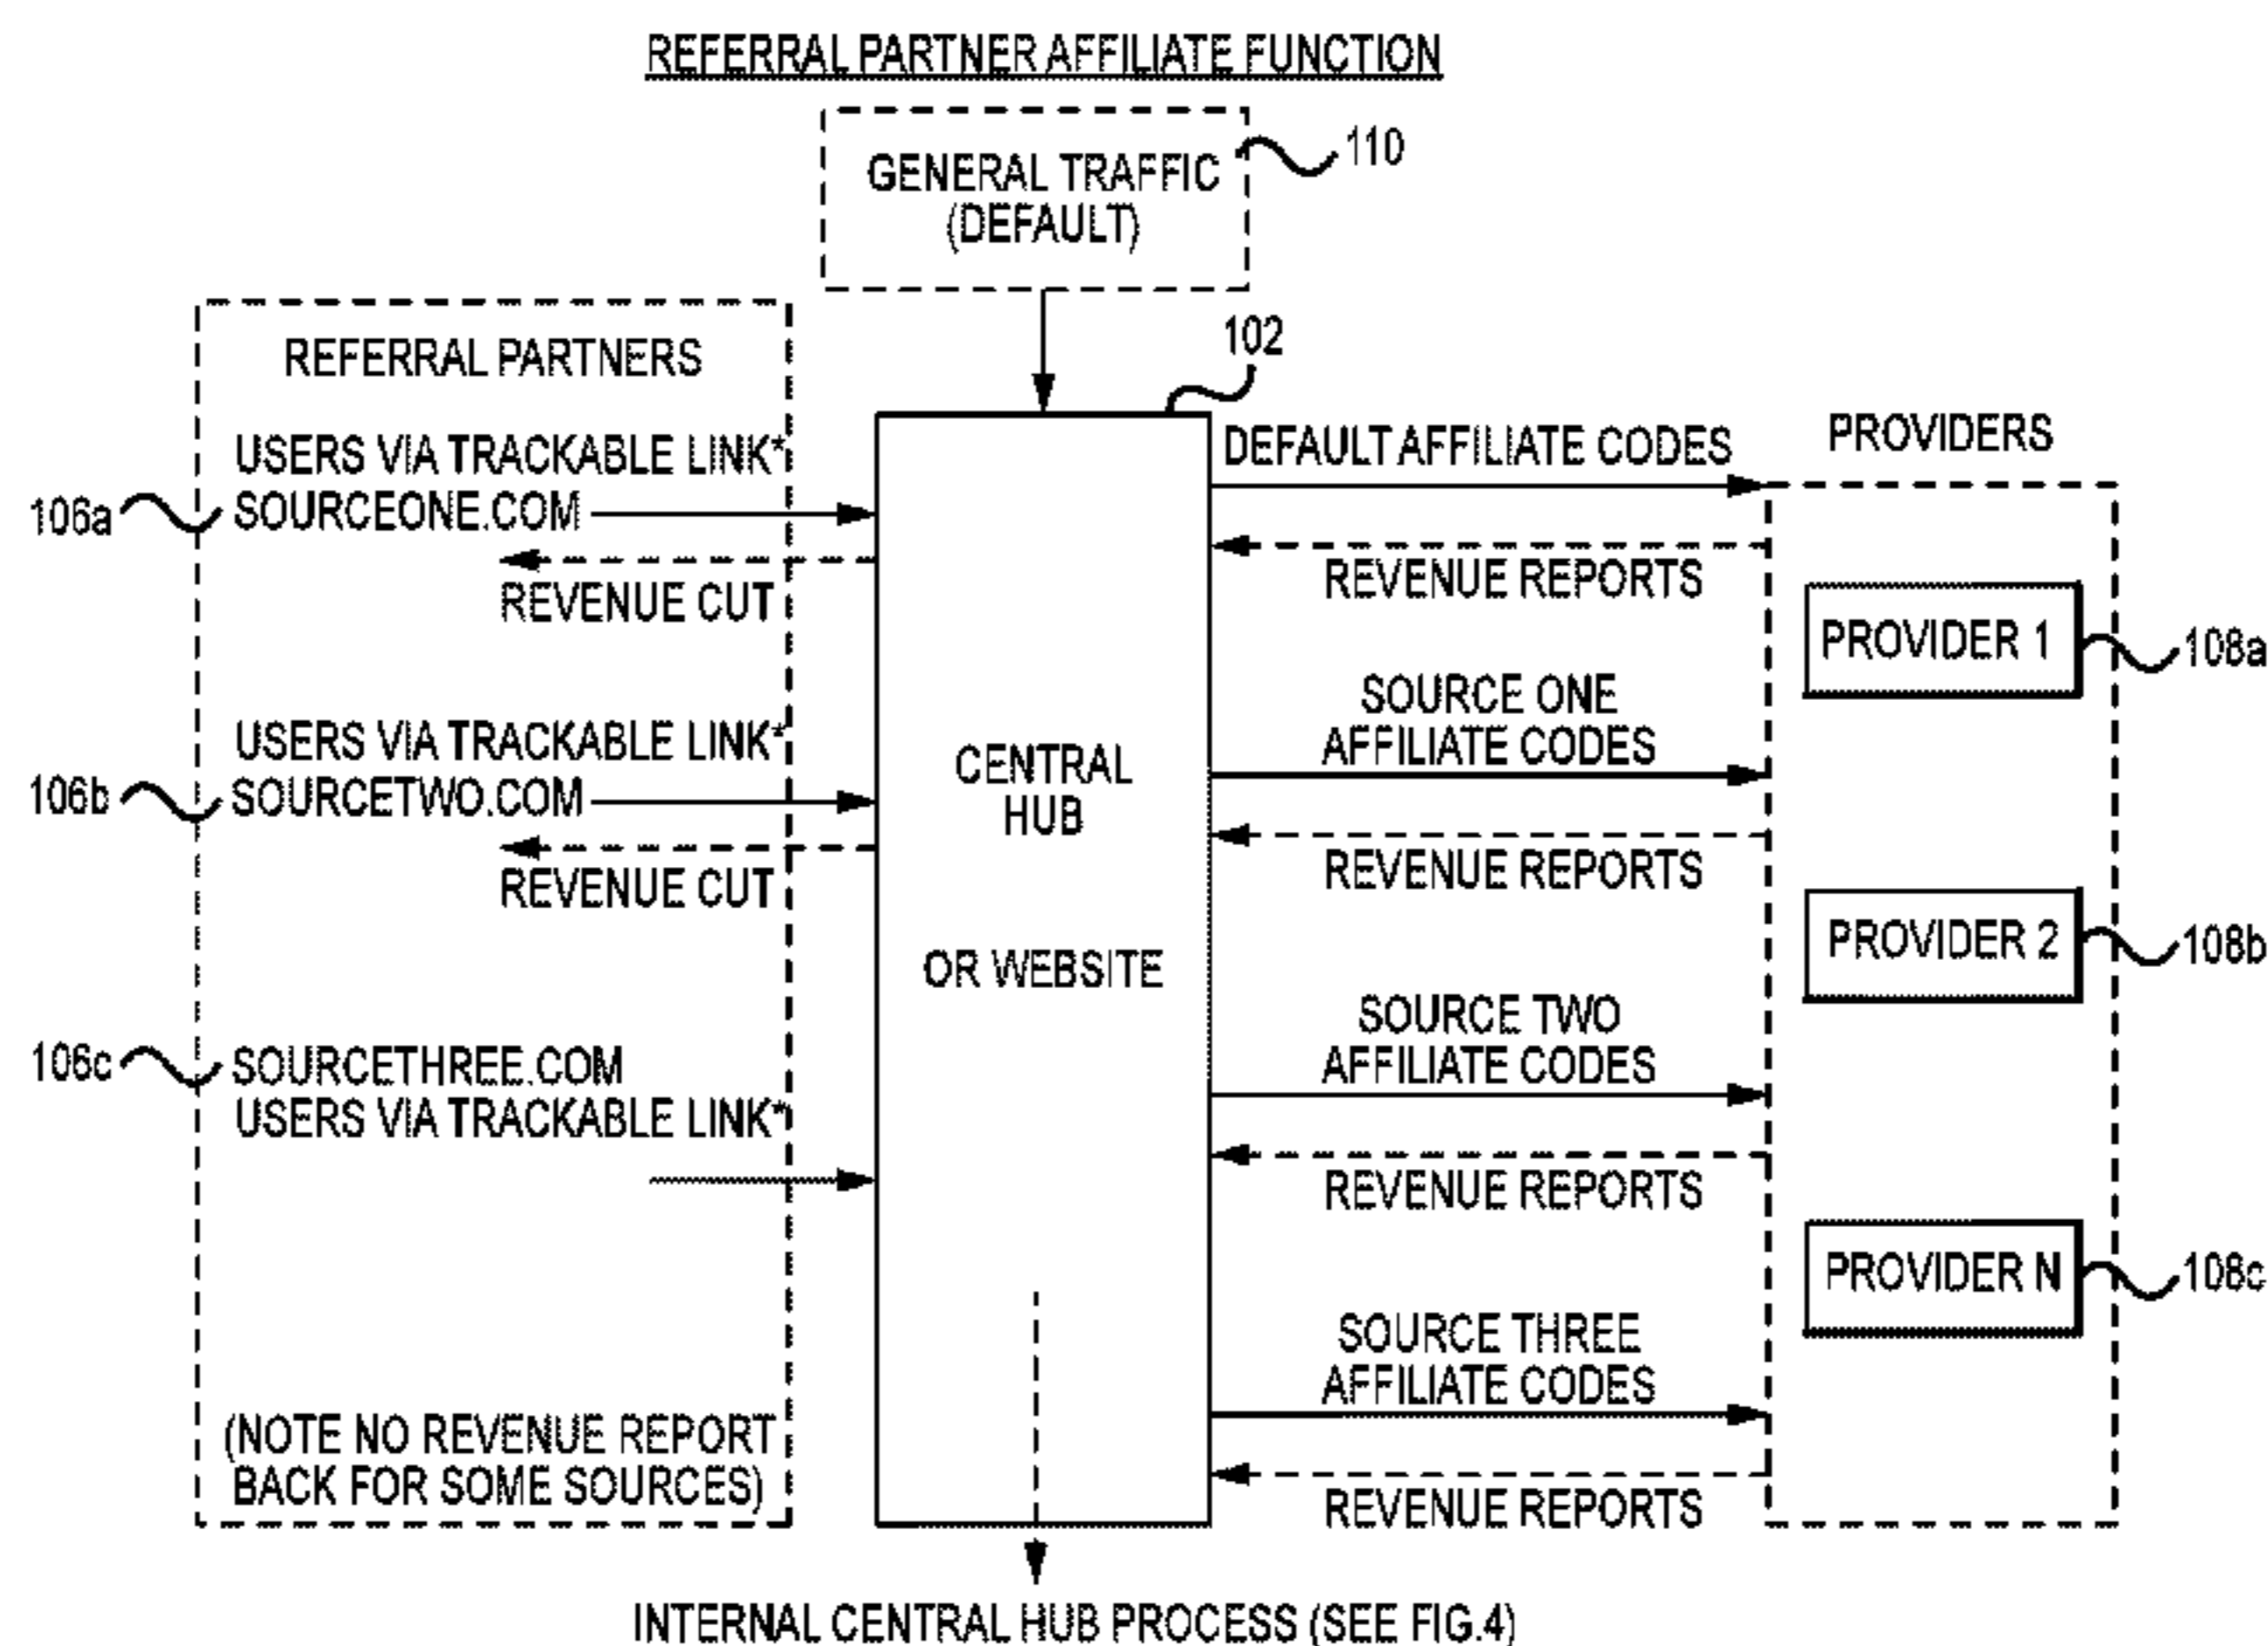 REFERRAL PARTNER AFFILIATE FUNCTION
GENERAL TRAFFIC
(DEFAULT)
110
102
REFERRAL PARTNERS
USERS VIA TRACKABLE LINK*
106a
SOURCEONE.COM
REVENUE CUT
USERS VIA TRACKABLE LINK*
106b
SOURCETWO.COM
REVENUE CUT
106c
SOURCETHREE.COM
USERS VIA TRACKABLE LINK*
(NOTE NO REVENUE REPORT
BACK FOR SOME SOURCES)
CENTRAL
HUB
OR WEBSITE
DEFAULT AFFILIATE CODES
REVENUE REPORTS
SOURCE ONE
AFFILIATE CODES
REVENUE REPORTS
SOURCE TWO
AFFILIATE CODES
REVENUE REPORTS
SOURCE THREE
AFFILIATE CODES
REVENUE REPORTS
PROVIDERS
PROVIDER 1
108a
PROVIDER 2
108b
PROVIDER N
108c
INTERNAL CENTRAL HUB PROCESS (SEE FIG.4)